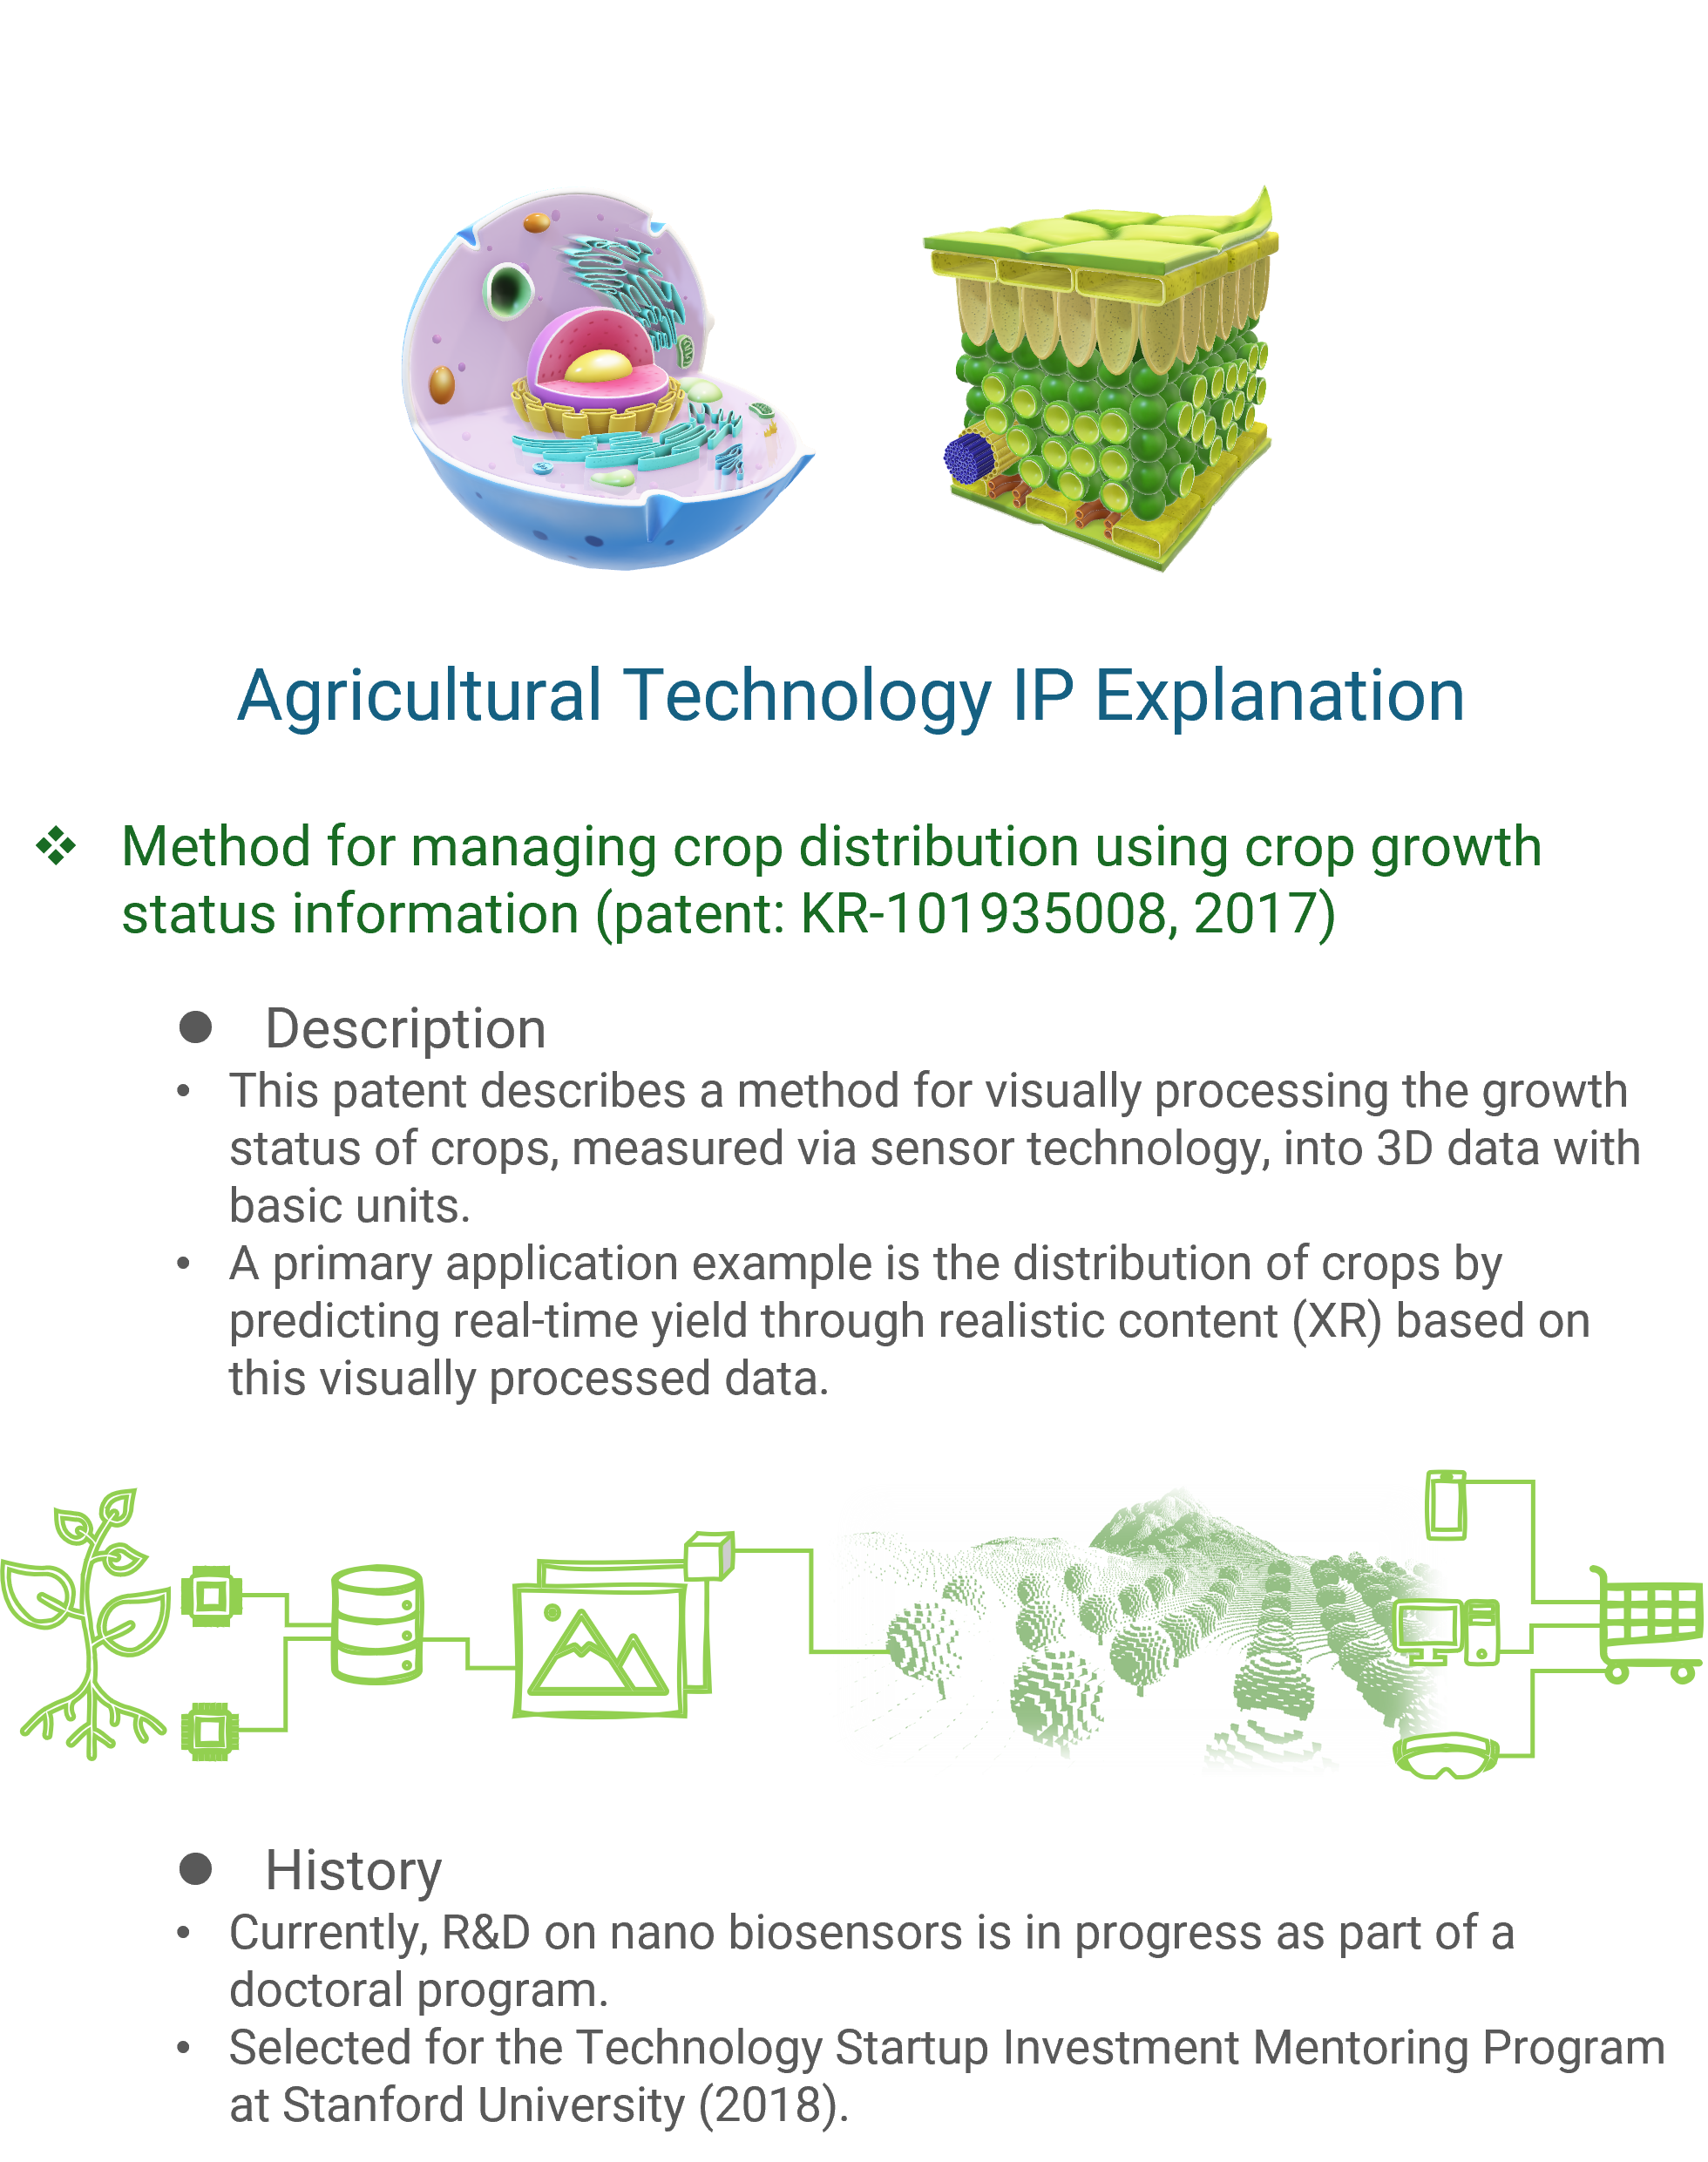 Agricultural Technology IP Explanation
❖ Method for managing crop distribution using crop growth
status information (patent: KR-101935008, 2017)
● Description
• This patent describes a method for visually processing the growth
status of crops, measured via sensor technology, into 3D data with
basic units.
• A primary application example is the distribution of crops by
predicting real-time yield through realistic content (XR) based on
this visually processed data.
● History
• Currently, R&D on nano biosensors is in progress as part of a
doctoral program.
• Selected for the Technology Startup Investment Mentoring Program
at Stanford University (2018).